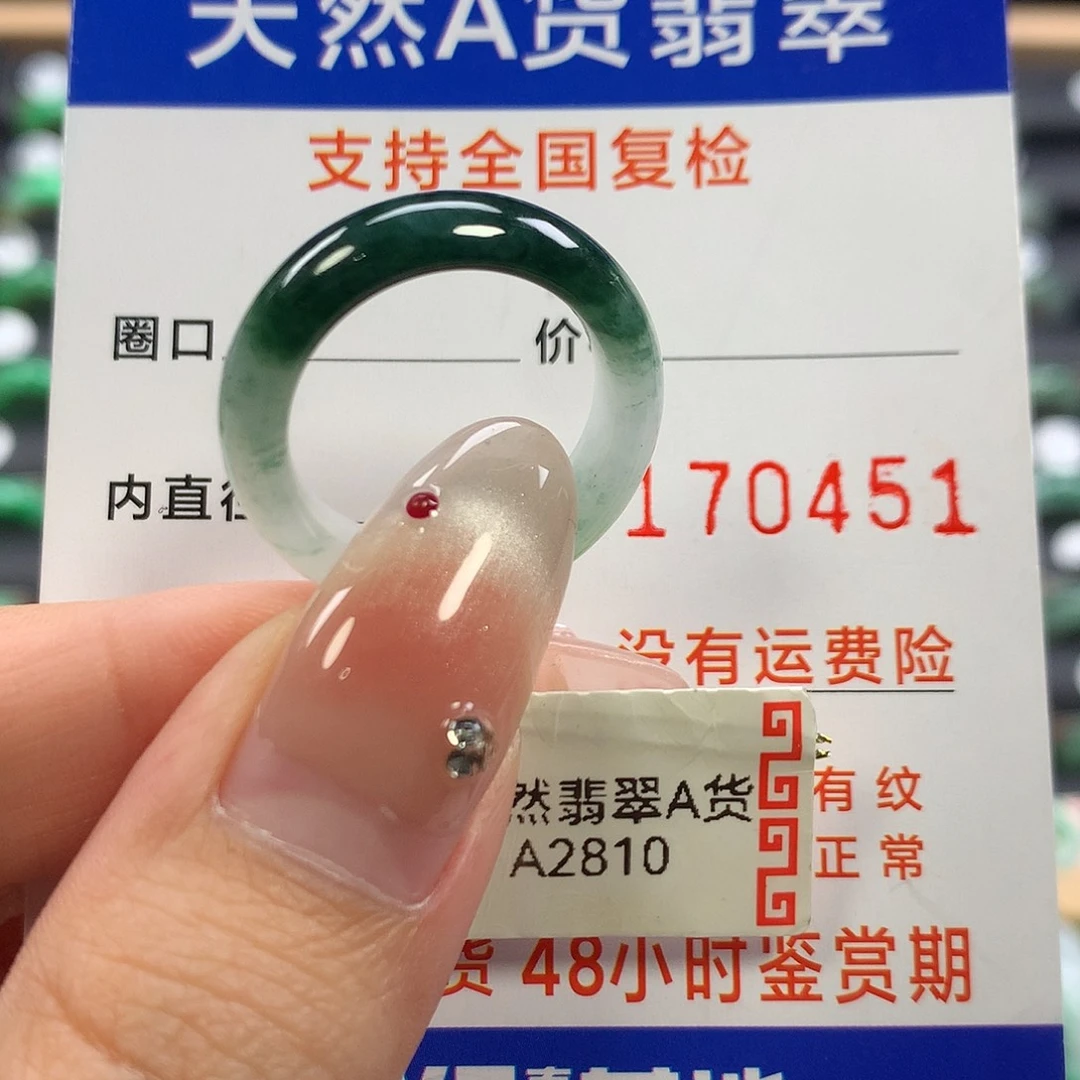 天然A货翡翠
支持全国复检
圈口 价
内直径 170451
没有运费险
有纹
然翡翠A货
A2810
正常
货 48小时鉴赏期